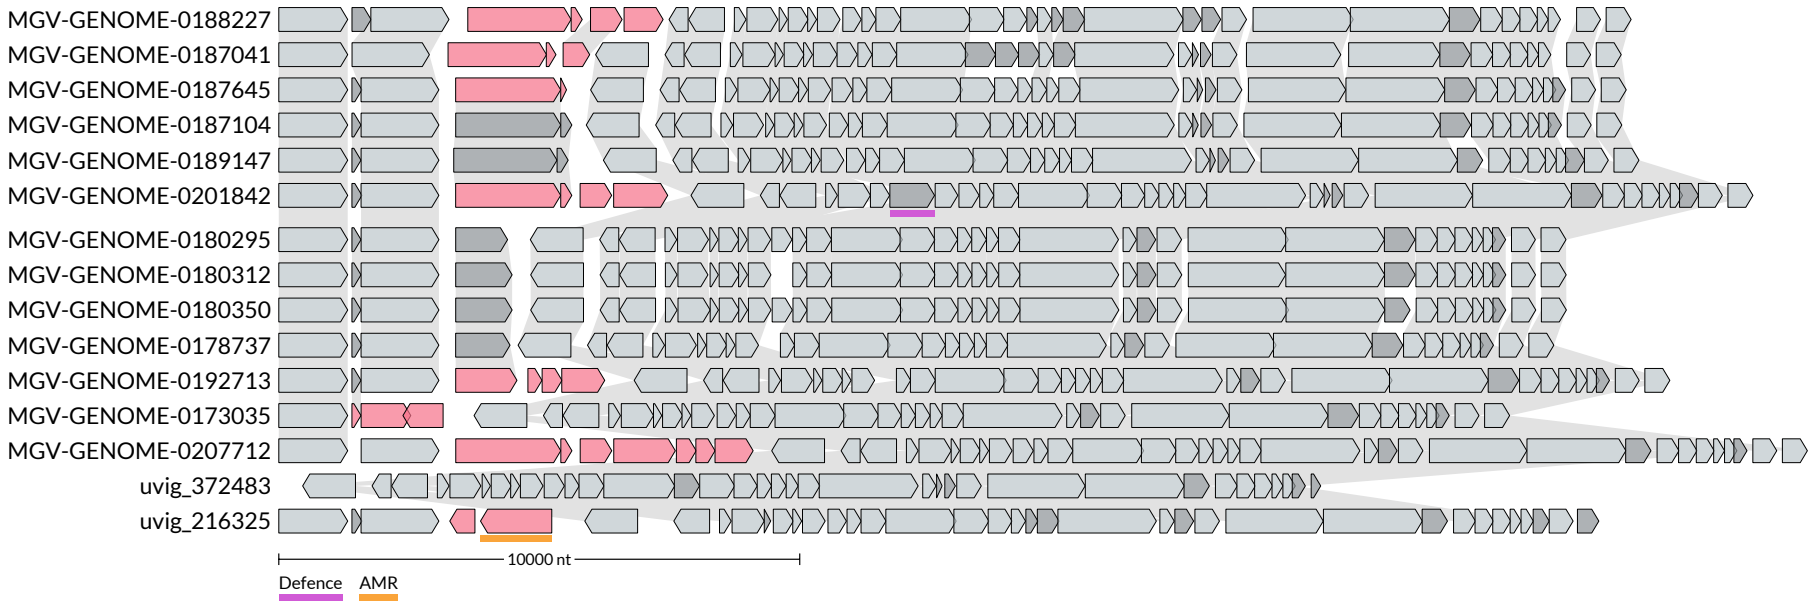 MGV-GENOME-0188227
MGV-GENOME-0187041
MGV-GENOME-0187645
MGV-GENOME-0187104
MGV-GENOME-0189147
MGV-GENOME-0201842
MGV-GENOME-0180295
MGV-GENOME-0180312
MGV-GENOME-0180350
MGV-GENOME-0178737
MGV-GENOME-0192713
MGV-GENOME-0173035
MGV-GENOME-0207712
uvig_372483
uvig_216325
10000 nt
Defence AMR